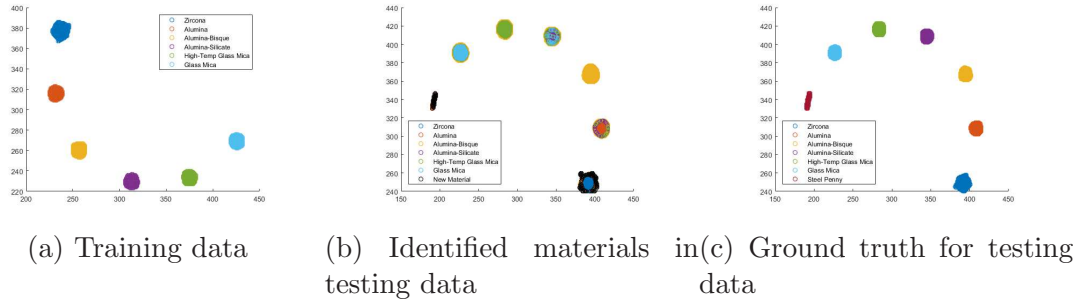 400
380
360
340
320
300
280
260
240
220
200
250
300
350
400
450
Zircona
Alumina
Alumina-Bisque
Alumina-Silicate
High-Temp Glass Mica
Glass Mica
(a) Training data
440
420
400
380
360
340
320
300
280
260
240
150
200
250
300
350
400
450
Zircona
Alumina
Alumina-Bisque
Alumina-Silicate
High-Temp Glass Mica
Glass Mica
New Material
(b) Identified materials in
testing data
440
420
400
380
360
340
320
300
280
260
240
150
200
250
300
350
400
450
Zircona
Alumina
Alumina-Bisque
Alumina-Silicate
High-Temp Glass Mica
Glass Mica
Steel Penny
(c) Ground truth for testing
data